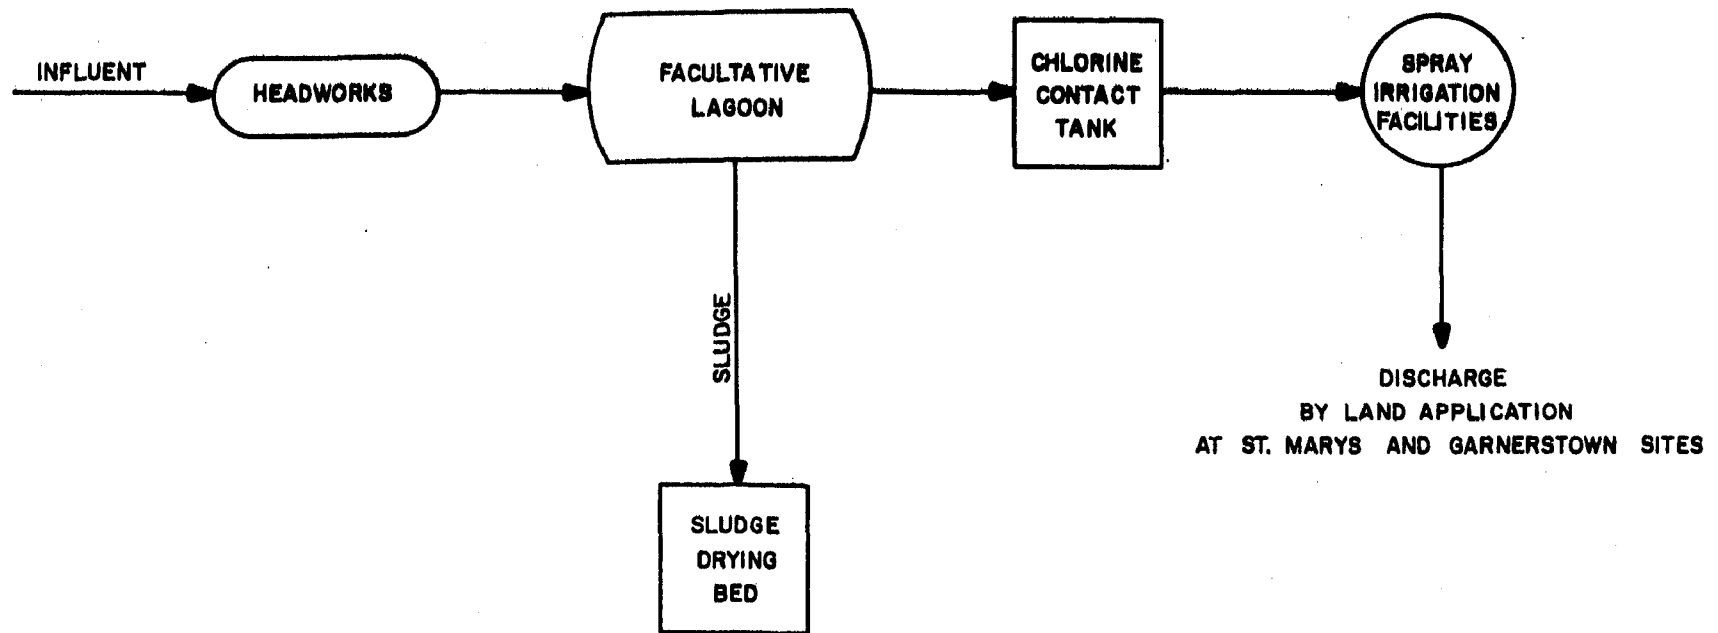 INFLUENT
HEADWORKS
FACULTATIVE
LAGOON
CHLORINE
CONTACT
TANK
SPRAY
IRRIGATION
FACILITIES
SLUDGE
DISCHARGE
BY LAND APPLICATION
AT ST. MARYS AND GARNERSTOWN SITES
SLUDGE
DRYING
BED